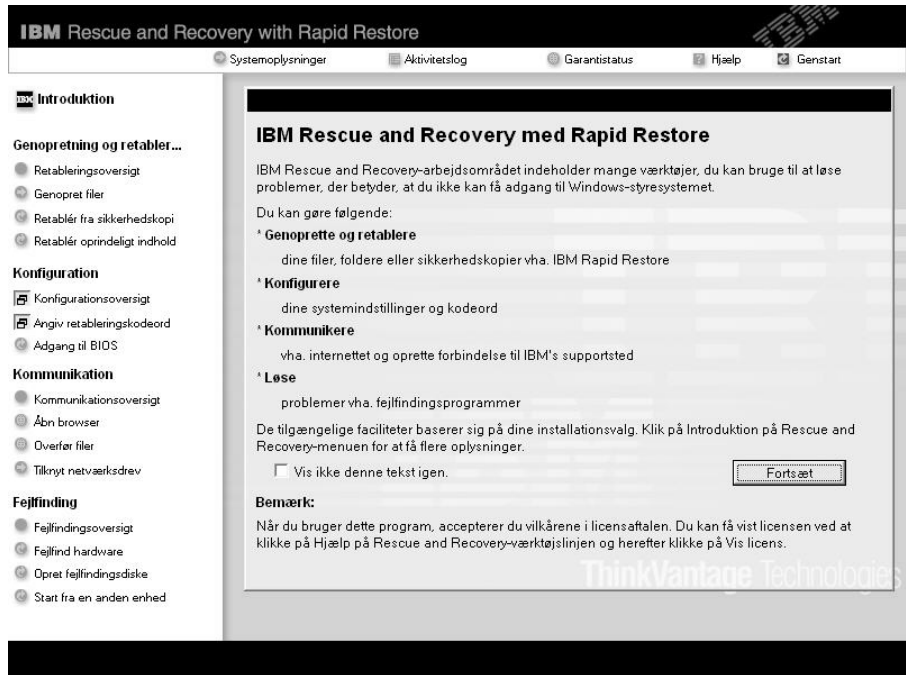 IBM Rescue and Recovery with Rapid Restore
Systemoplysninger
Aktivitetslog
Garantistatus
Hjælp
Genstart
IBM Introduktion
Genopretning og retabler...
Retableringsoversigt
Genopret filer
Retablér fra sikkerhedskopi
Retablér oprindeligt indhold
Konfiguration
Konfigurationsoversigt
Angiv retableringskodeord
Adgang til BIOS
Kommunikation
Kommunikationsoversigt
Åbn browser
Overfør filer
Tilknyt netværksdrev
Fejlfinding
Fejlfindingsoversigt
Fejlfind hardware
Opret fejlfindingsdiske
Start fra en anden enhed
IBM Rescue and Recovery med Rapid Restore
IBM Rescue and Recovery-arbejdsområdet indeholder mange værktøjer, du kan bruge til at løse
problemer, der betyder, at du ikke kan få adgang til Windows-styresystemet.
Du kan gøre følgende:
* Genoprette og retablere
dine filer, foldere eller sikkerhedskopier vha. IBM Rapid Restore
* Konfigurere
dine systemindstillinger og kodeord
* Kommunikere
vha. internettet og oprette forbindelse til IBM's supportsted
* Løse
problemer vha. fejlfindingsprogrammer
De tilgængelige faciliteter baserer sig på dine installationsvalg. Klik på Introduktion på Rescue and
Recovery-menuen for at få flere oplysninger.
Vis ikke denne tekst igen.
Fortsæt
Bemærk:
Når du bruger dette program, accepterer du vilkårene i licensaftalen. Du kan få vist licensen ved at
klikke på Hjælp på Rescue and Recovery-værktøjslinjen og herefter klikke på Vis licens.
ThinkVantage Technologies